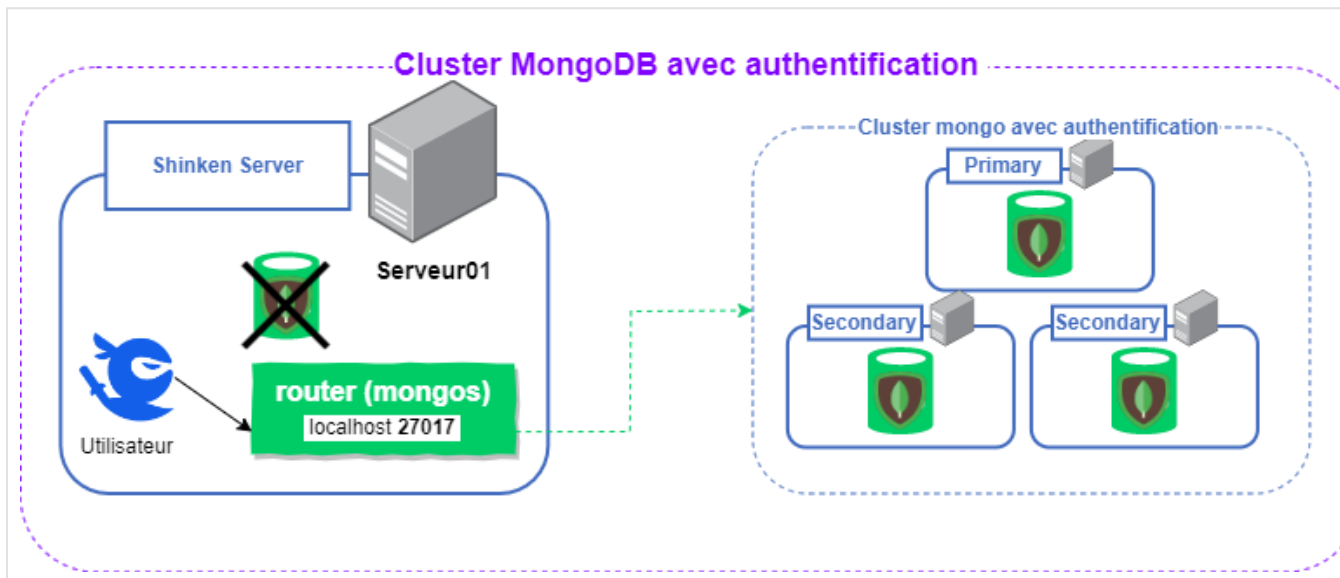 Cluster MongoDB avec authentification
Shinken Server
Serveur01
router (mongos)
localhost 27017
Utilisateur
Cluster mongo avec authentification
Primary
Secondary
Secondary